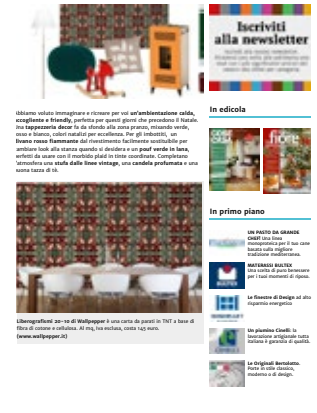 ibbiamo voluto immaginare e ricreare per voi un'ambientazione calda,
ccogliente e friendly, perfetta per questi giorni che precedono il Natale.
ina tappezzeria decor fa da sfondo alla zona pranzo, mixando verde,
osso e bianco, colori natalizi per eccellenza. Per gli imbottiti, un
livano rosso fiammante dal rivestimento facilmente sostituibile per
ambiare look alla stanza quando si desidera e un pouf verde in lana,
erfetti da usare con il morbido plaid in tinte coordinate. Completano
'atmosfera una stufa dalle linee vintage, una candela profumata e una
suona tazza di tè.
Liberografismi 20-10 di Wallpepper è una carta da parati in TNT a base di
fibra di cotone e cellulosa. Al mq, Iva esclusa, costa 145 euro.
(www.wallpepper.it)
Iscriviti
alla newsletter
In edicola
In primo piano
UN PASTO DA GRANDE
CHEF! Una linea
monoproteica per il tuo cane
basata sulla migliore
tradizione mediterranea.
BULTEX
MATERASSI BULTEX
Una scelta di puro benessere
per i tuoi momenti di riposo.
Le finestre di Design ad alto
risparmio energetico
Un piumino Cinelli: la
lavorazione artigianale tutta
italiana è garanzia di qualità.
Le Originali Bertolotto.
Porte in stile classico,
moderno o di design.